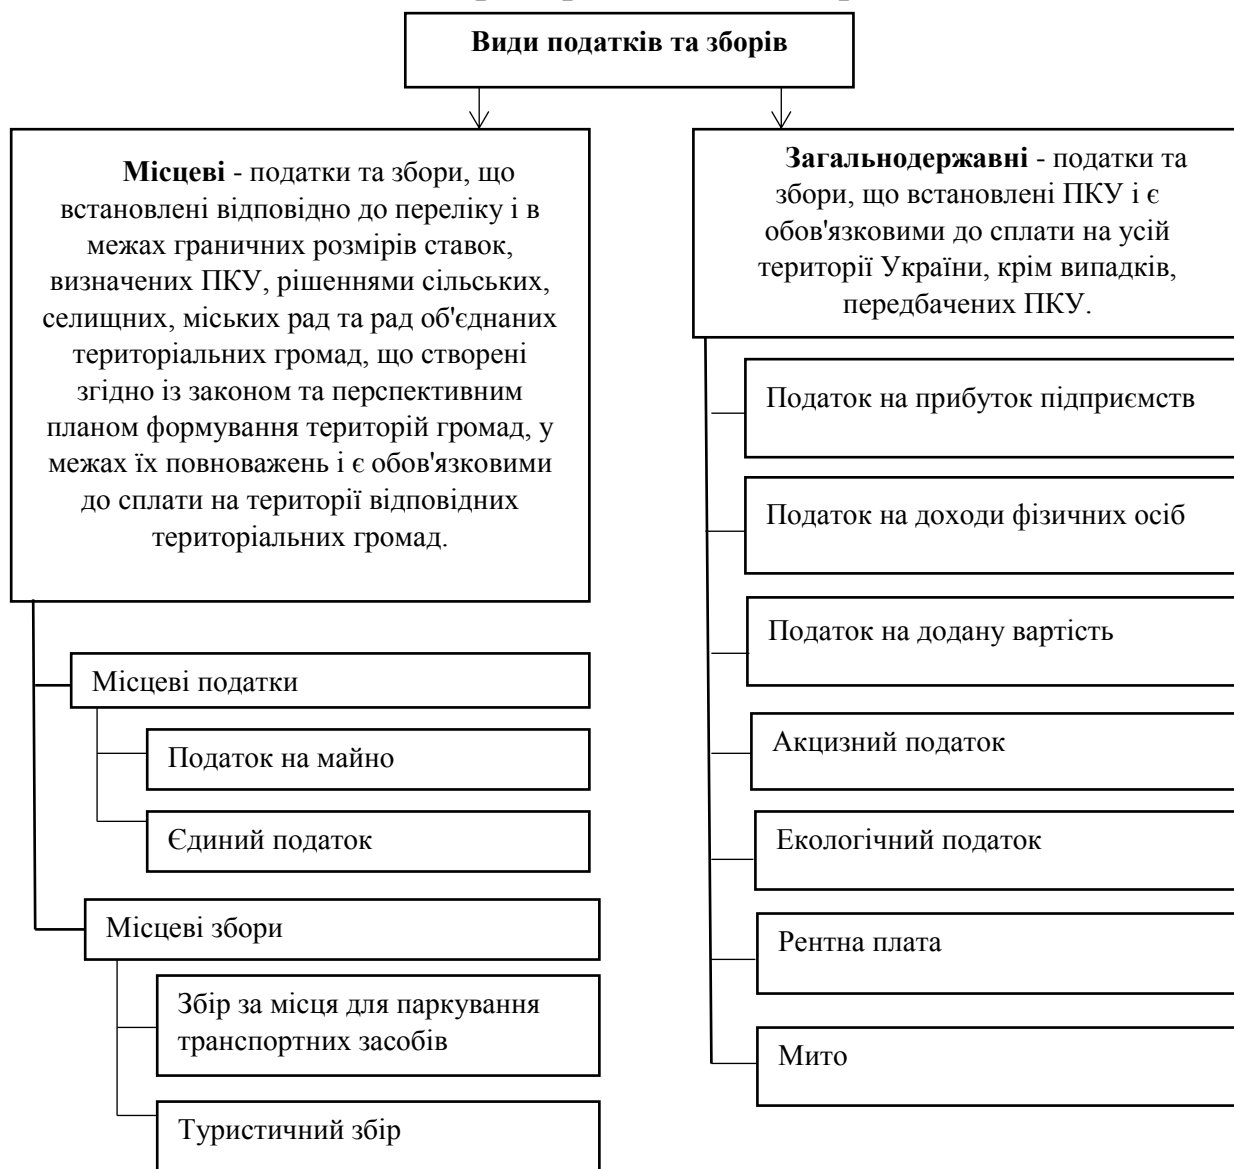 Види податків та зборів
Місцеві - податки та збори, що
встановлені відповідно до переліку і в
межах граничних розмірів ставок,
визначених ПКУ, рішеннями сільських,
селищних, міських рад та рад об'єднаних
територіальних громад, що створені
згідно із законом та перспективним
планом формування територій громад, у
межах їх повноважень і є обов'язковими
до сплати на території відповідних
територіальних громад.
Місцеві податки
Податок на майно
Єдиний податок
Місцеві збори
Збір за місця для паркування
транспортних засобів
Туристичний збір
Загальнодержавні - податки та
збори, що встановлені ПКУ і є
обов'язковими до сплати на усій
території України, крім випадків,
передбачених ПКУ.
Податок на прибуток підприємств
Податок на доходи фізичних осіб
Податок на додану вартість
Акцизний податок
Екологічний податок
Рентна плата
Мито